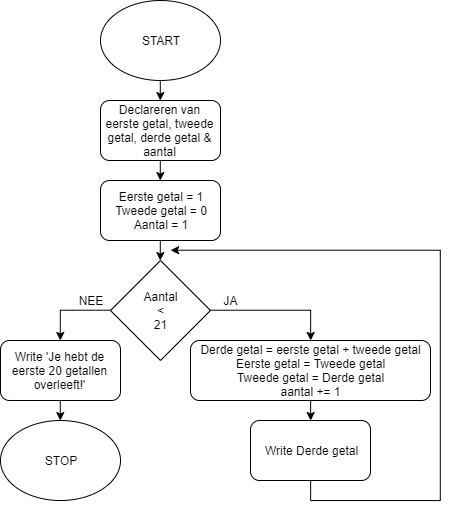 START
Declareren van
eerste getal, tweede
getal, derde getal &
aantal
Eerste getal = 1
Tweede getal = 0
Aantal = 1
Aantal
<
21
NEE
JA
Write 'Je hebt de
eerste 20 getallen
overleeft!'
Derde getal = eerste getal + tweede getal
Eerste getal = Tweede getal
Tweede getal = Derde getal
aantal += 1
STOP
Write Derde getal